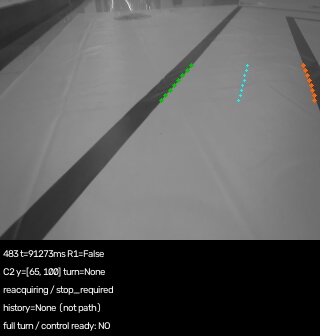 483 t=91273ms R1=False
C2 y=[65, 100] turn=None
reacquiring / stop_required
history=None (not path)
full turn / control ready: NO